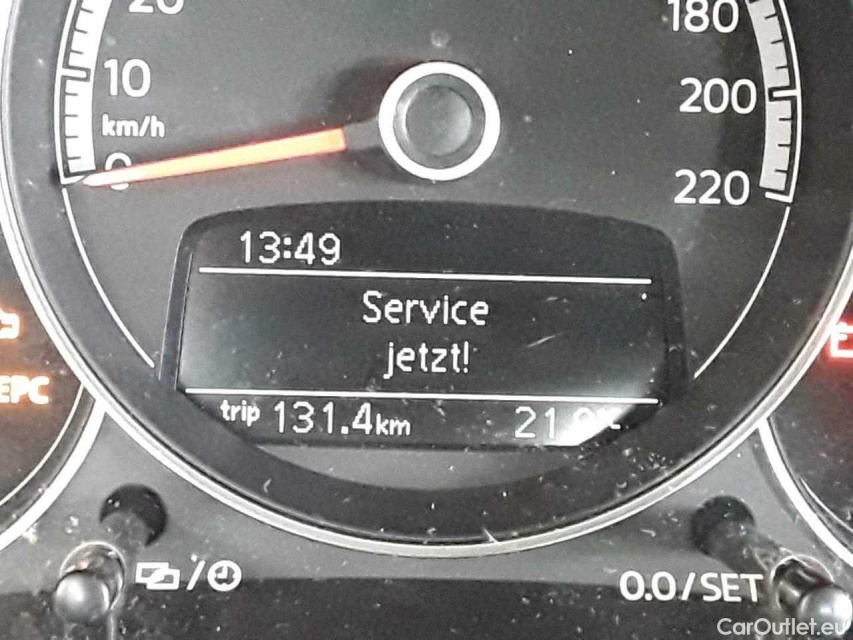 20
180
10
200
km/h
0
220
13:49
Service
jetzt!
trip 131.4km
EPC
0.0/SET
CarOutlet.eu